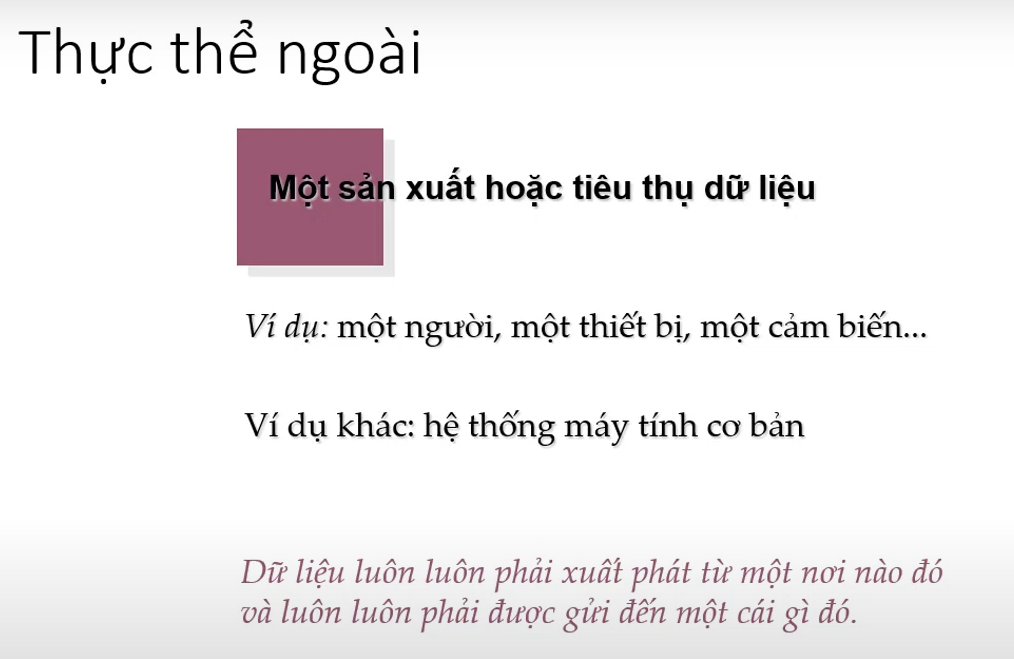 Thực thể ngoài
Một sản xuất hoặc tiêu thụ dữ liệu
Ví dụ: một người, một thiết bị, một cảm biến...
Ví dụ khác: hệ thống máy tính cơ bản
Dữ liệu luôn luôn phải xuất phát từ một nơi nào đó
và luôn luôn phải được gửi đến một cái gì đó.